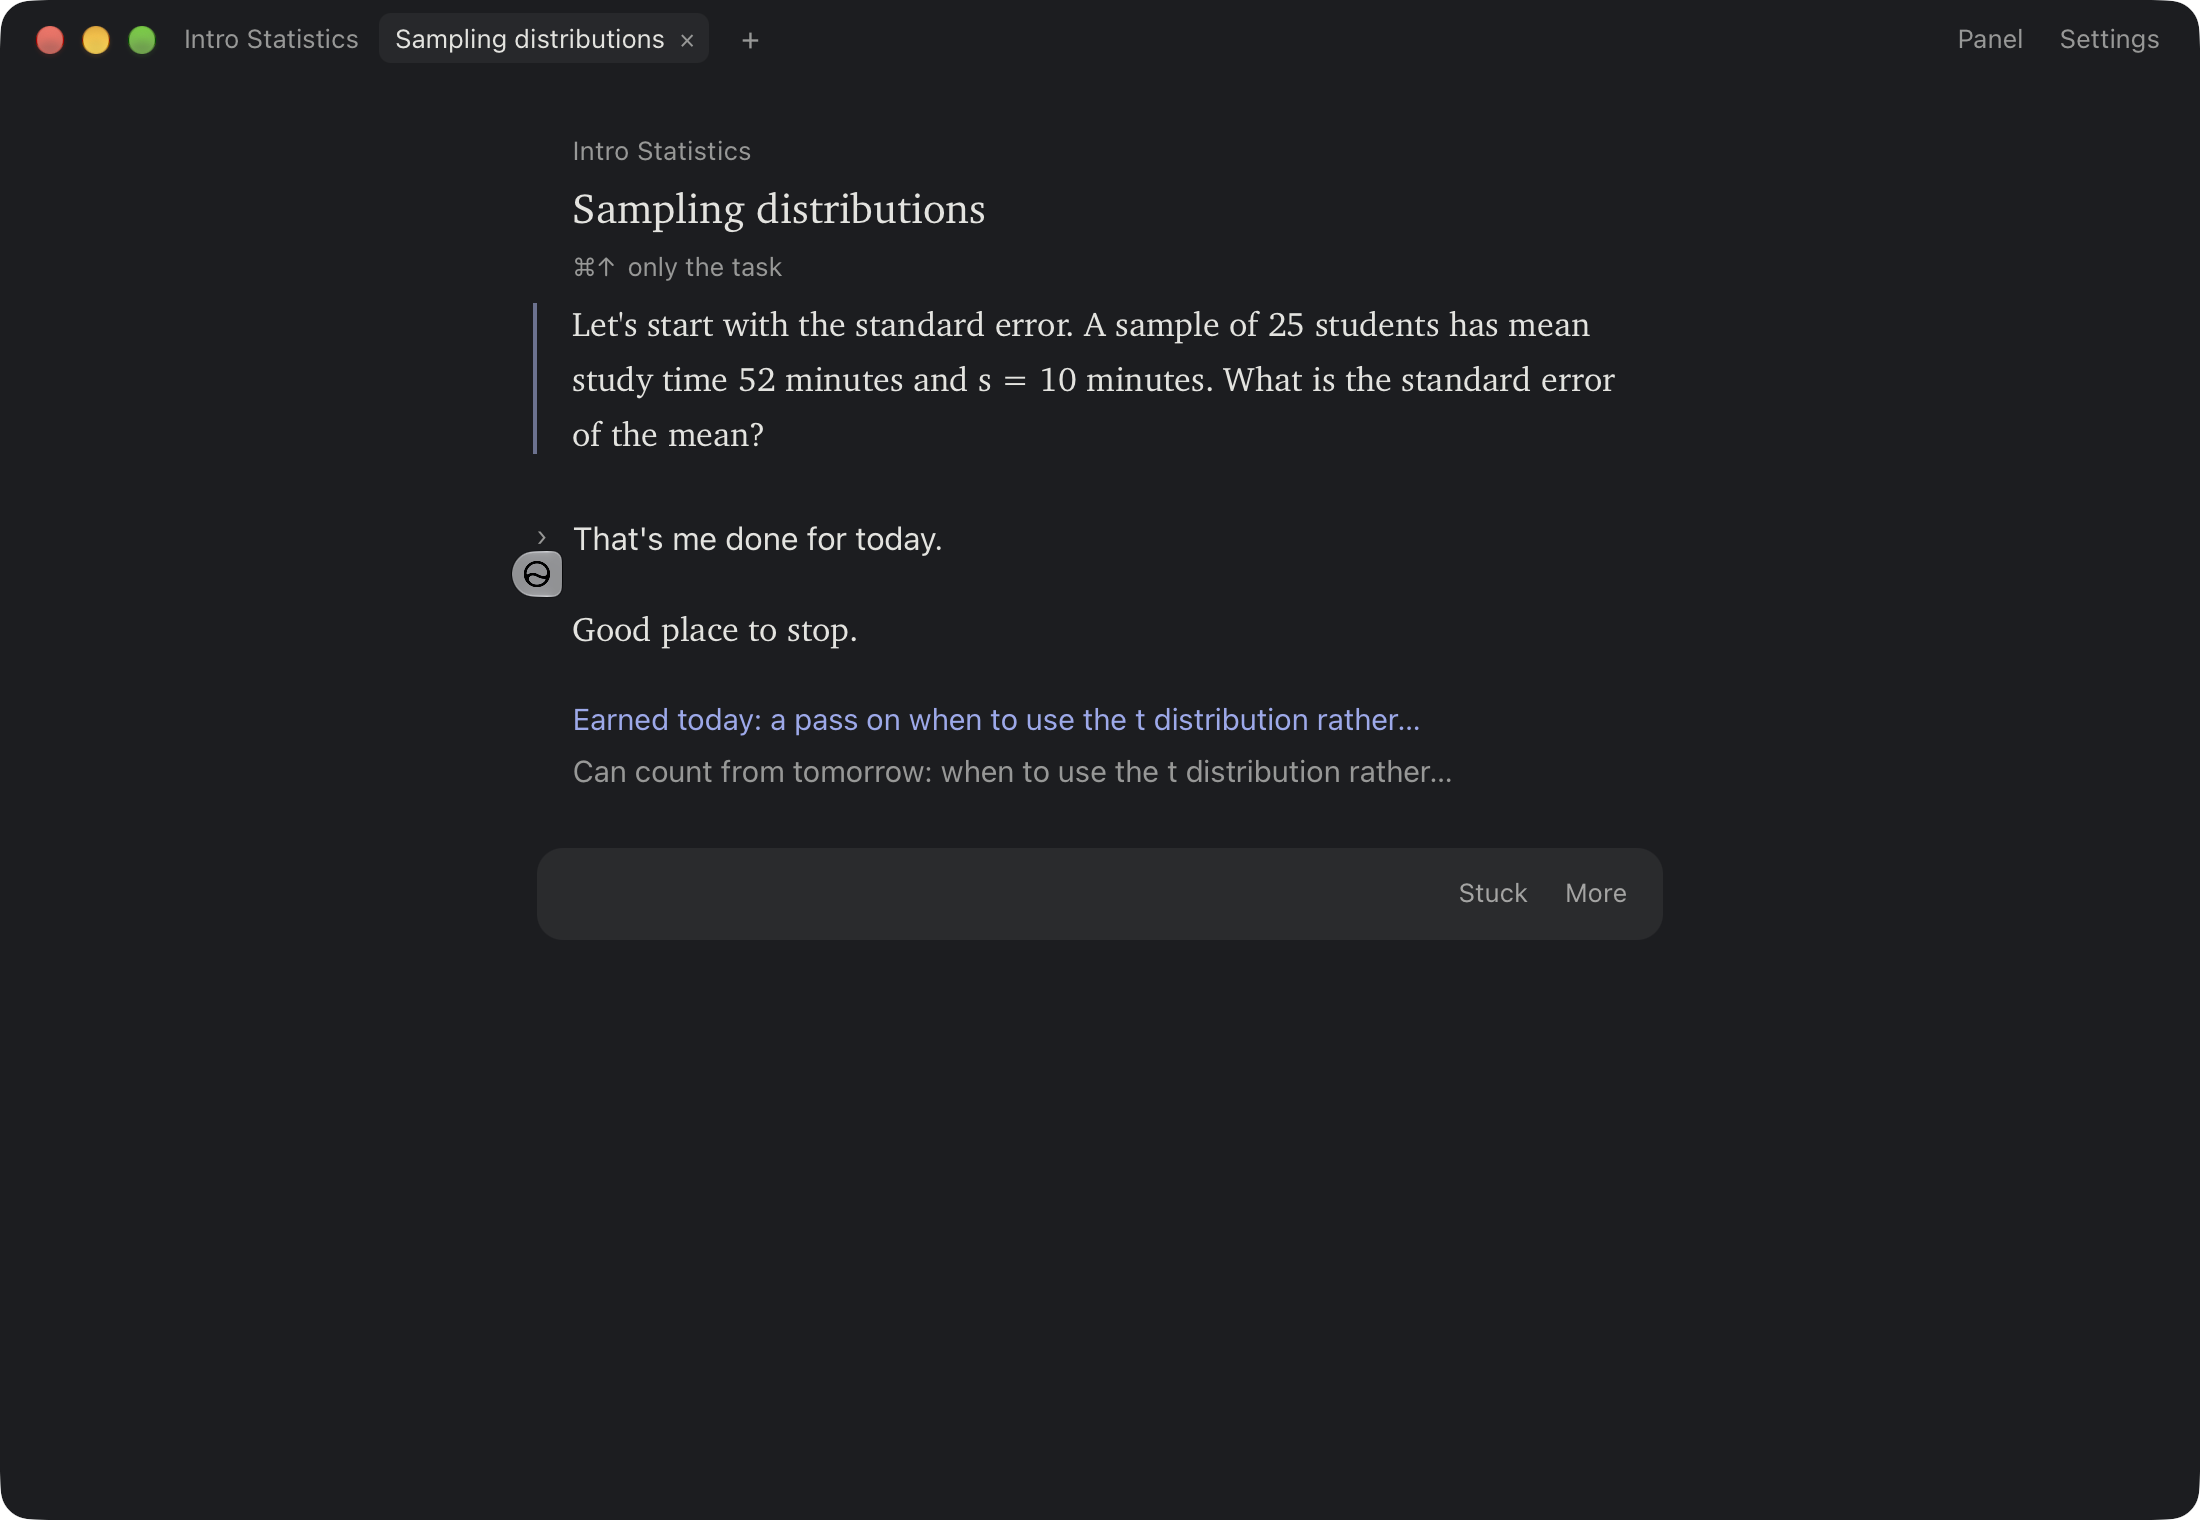 Intro Statistics
Sampling distributions ×
+
Panel
Settings
Intro Statistics
Sampling distributions
⌘↑ only the task
Let's start with the standard error. A sample of 25 students has mean
study time 52 minutes and s = 10 minutes. What is the standard error
of the mean?
› That's me done for today.
Good place to stop.
Earned today: a pass on when to use the t distribution rather...
Can count from tomorrow: when to use the t distribution rather...
Stuck
More